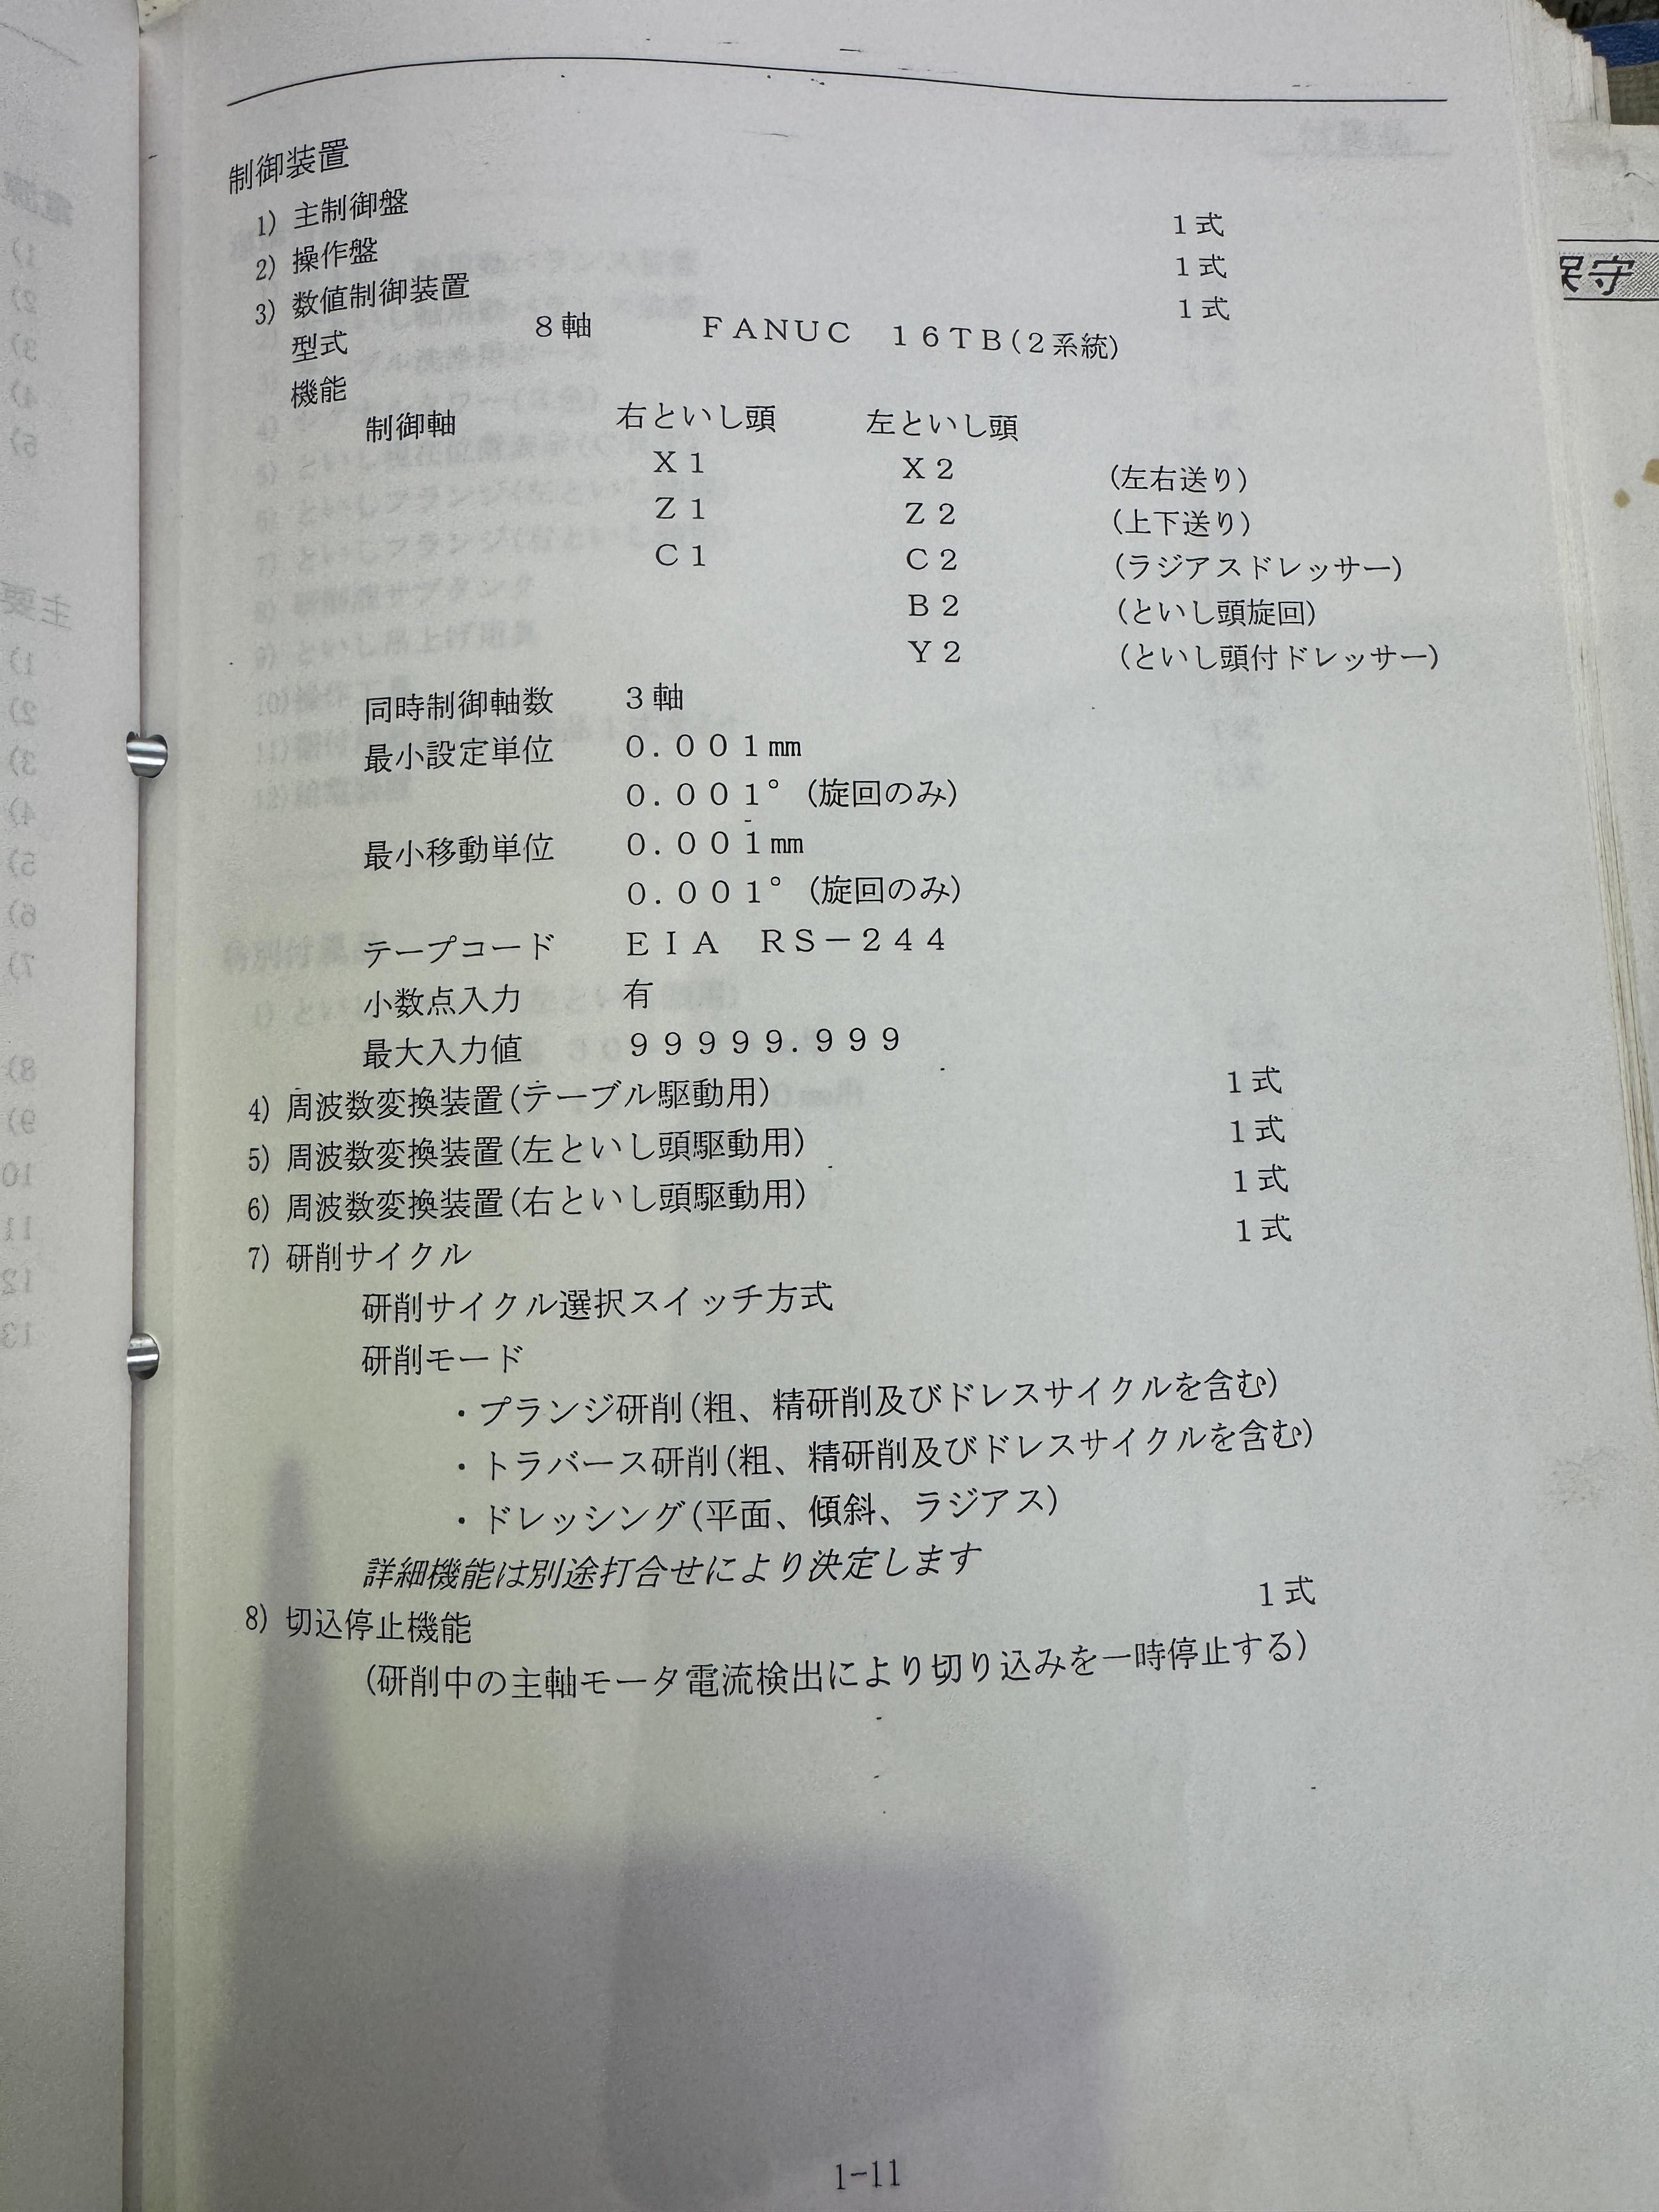 制御装置
1) 主制御盤 1式
2) 操作盤 1式
3) 数値制御装置 1式
型式 8軸 FANUC 16TB(2系統)
機能
制御軸 右といし頭 左といし頭
X1 X2 (左右送り)
Z1 Z2 (上下送り)
C1 C2 (ラジアスドレッサー)
B2 (といし頭旋回)
Y2 (といし頭付ドレッサー)
同時制御軸数 3軸
最小設定単位 0.001mm
0.001° (旋回のみ)
最小移動単位 0.001mm
0.001° (旋回のみ)
テープコード EIA RS-244
小数点入力 有
最大入力値 99999.999
4) 周波数変換装置(テーブル駆動用) 1式
5) 周波数変換装置(左といし頭駆動用) 1式
6) 周波数変換装置(右といし頭駆動用) 1式
7) 研削サイクル 1式
研削サイクル選択スイッチ方式
研削モード
・プランジ研削(粗、精研削及びドレスサイクルを含む)
・トラバース研削(粗、精研削及びドレスサイクルを含む)
・ドレッシング(平面、傾斜、ラジアス)
詳細機能は別途打合せにより決定します
8) 切込停止機能 1式
(研削中の主軸モータ電流検出により切り込みを一時停止する)
1-11
保守